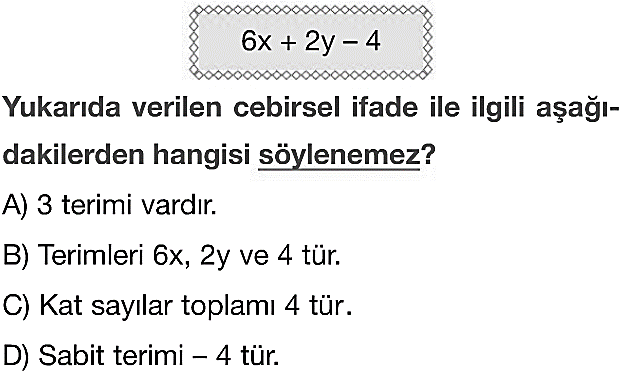 6x + 2y – 4
Yukarıda verilen cebirsel ifade ile ilgili aşağı-
dakilerden hangisi söylenemez?
A) 3 terimi vardır.
B) Terimleri 6x, 2y ve 4 tür.
C) Kat sayılar toplamı 4 tür.
D) Sabit terimi – 4 tür.